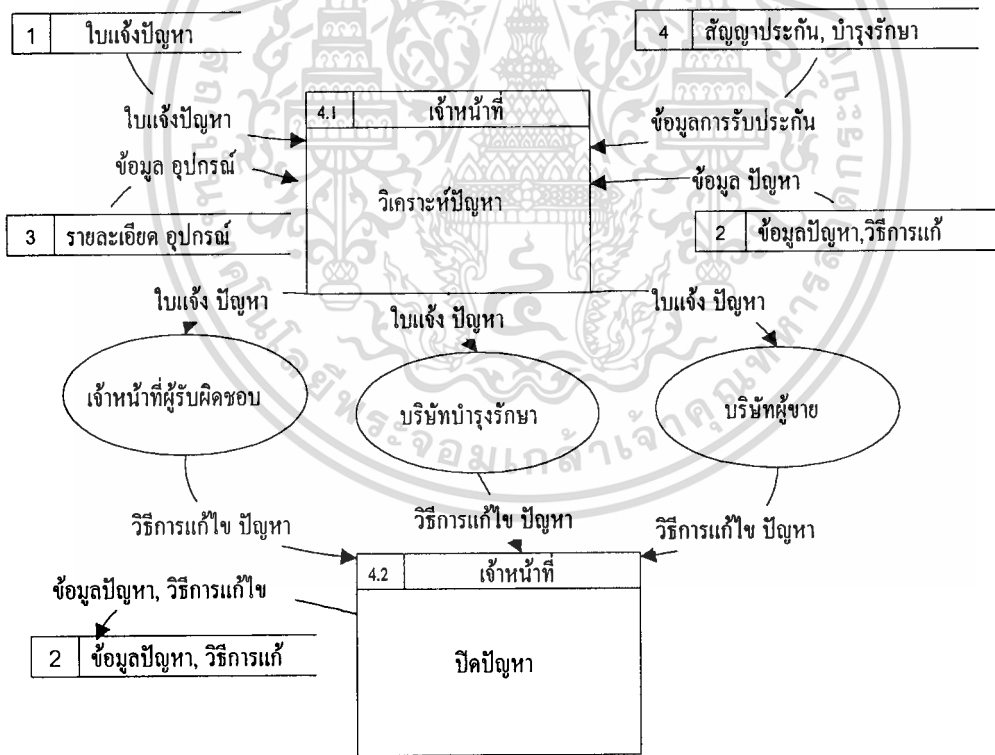 1 ใบแจ้งปัญหา
4 สัญญาประกัน, บำรุงรักษา
ใบแจ้งปัญหา
4.1 เจ้าหน้าที่
ข้อมูลการรับประกัน
ข้อมูล อุปกรณ์
วิเคราะห์ปัญหา
ข้อมูล ปัญหา
3 รายละเอียด อุปกรณ์
2 ข้อมูลปัญหา,วิธีการแก้
ใบแจ้ง ปัญหา
ใบแจ้ง ปัญหา
ใบแจ้ง ปัญหา
เจ้าหน้าที่ผู้รับผิดชอบ
บริษัทบำรุงรักษา
บริษัทผู้ขาย
วิธีการแก้ไข ปัญหา
วิธีการแก้ไข ปัญหา
วิธีการแก้ไข ปัญหา
4.2 เจ้าหน้าที่
ข้อมูลปัญหา, วิธีการแก้ไข
2 ข้อมูลปัญหา, วิธีการแก้
ปิดปัญหา